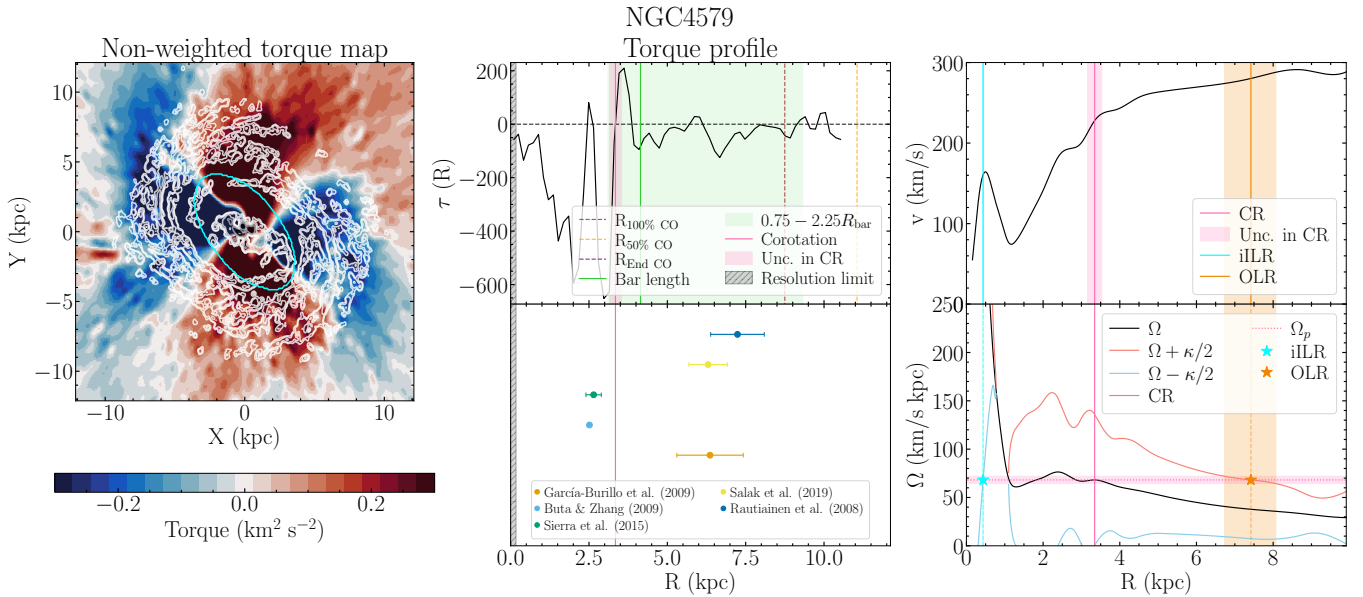 NGC4579
Non-weighted torque map
10
5
0
−5
−10
Y (kpc)
−10
0
10
X (kpc)
−0.2
0.0
0.2
Torque (km² s⁻²)
Torque profile
200
0
−200
−400
−600
τ (R)
R100% CO
R50% CO
REnd CO
Bar length
0.75 − 2.25Rbar
Corotation
Unc. in CR
Resolution limit
García-Burillo et al. (2009)
Buta & Zhang (2009)
Sierra et al. (2015)
Salak et al. (2019)
Rautiainen et al. (2008)
0.0
2.5
5.0
7.5
10.0
R (kpc)
300
200
100
0
v (km/s)
CR
Unc. in CR
iILR
OLR
250
200
150
100
50
0
Ω (km/s kpc)
Ω
Ω + κ/2
Ω − κ/2
CR
Ωp
iILR
OLR
0
2
4
6
8
R (kpc)